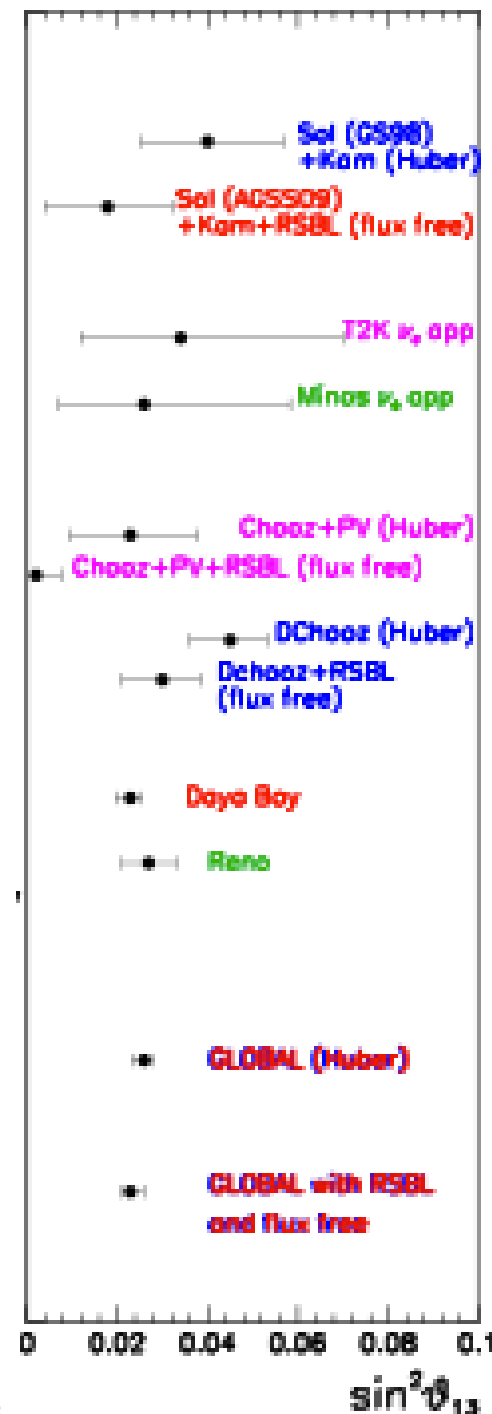 Sol (GS98)
+Kam (Huber)
Sol (AGSS09)
+Kam+RSBL (flux free)
T2K νₑ app
Minos νₑ app
Chooz+PV (Huber)
Chooz+PV+RSBL (flux free)
DChooz (Huber)
Dchooz+RSBL
(flux free)
Daya Bay
Reno
GLOBAL (Huber)
GLOBAL with RSBL
and flux free
0 0.02 0.04 0.06 0.08 0.1
sin²ϑ₁₃